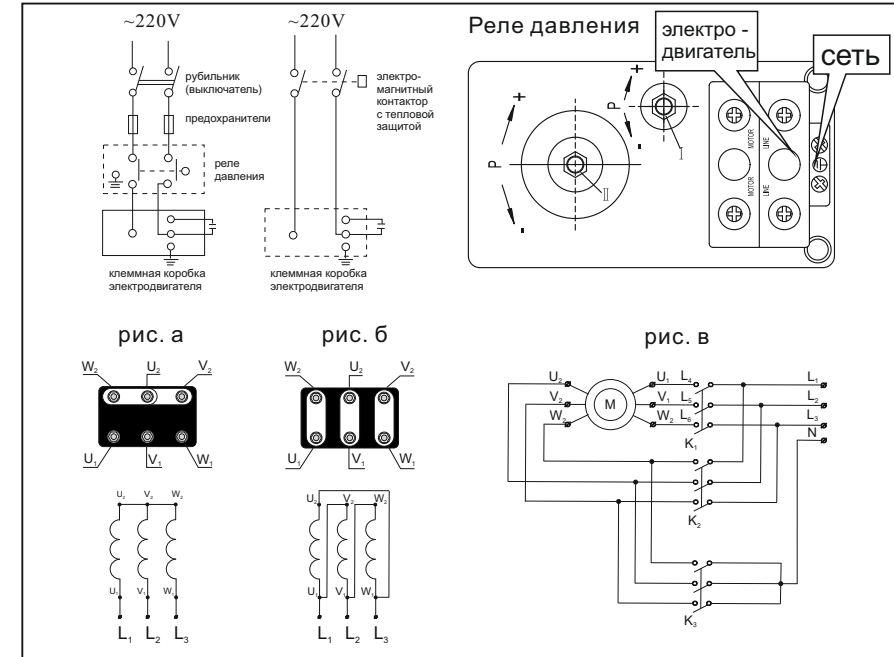 ~220V
~220V
рубильник
(выключатель)
предохранители
реле
давления
клеммная коробка
электродвигателя
электро-
магнитный
контактор
с тепловой
защитой
клеммная коробка
электродвигателя
Реле давления
электро -
двигатель
сеть
+
P
-
+
P
-
I
II
MOTOR
LINE
MOTOR
LINE
рис. а
W₂ U₂ V₂
U₁ V₁ W₁
U₂ V₂ W₂
U₁ V₁ W₁
L₁ L₂ L₃
рис. б
W₂ U₂ V₂
U₁ V₁ W₁
U₂ V₂ W₂
U₁ V₁ W₁
L₁ L₂ L₃
рис. в
U₂ U₁ L₄ L₁
V₂ M V₁ L₅ L₂
W₂ W₂ L₆ L₃
K₁ N
K₂
K₃